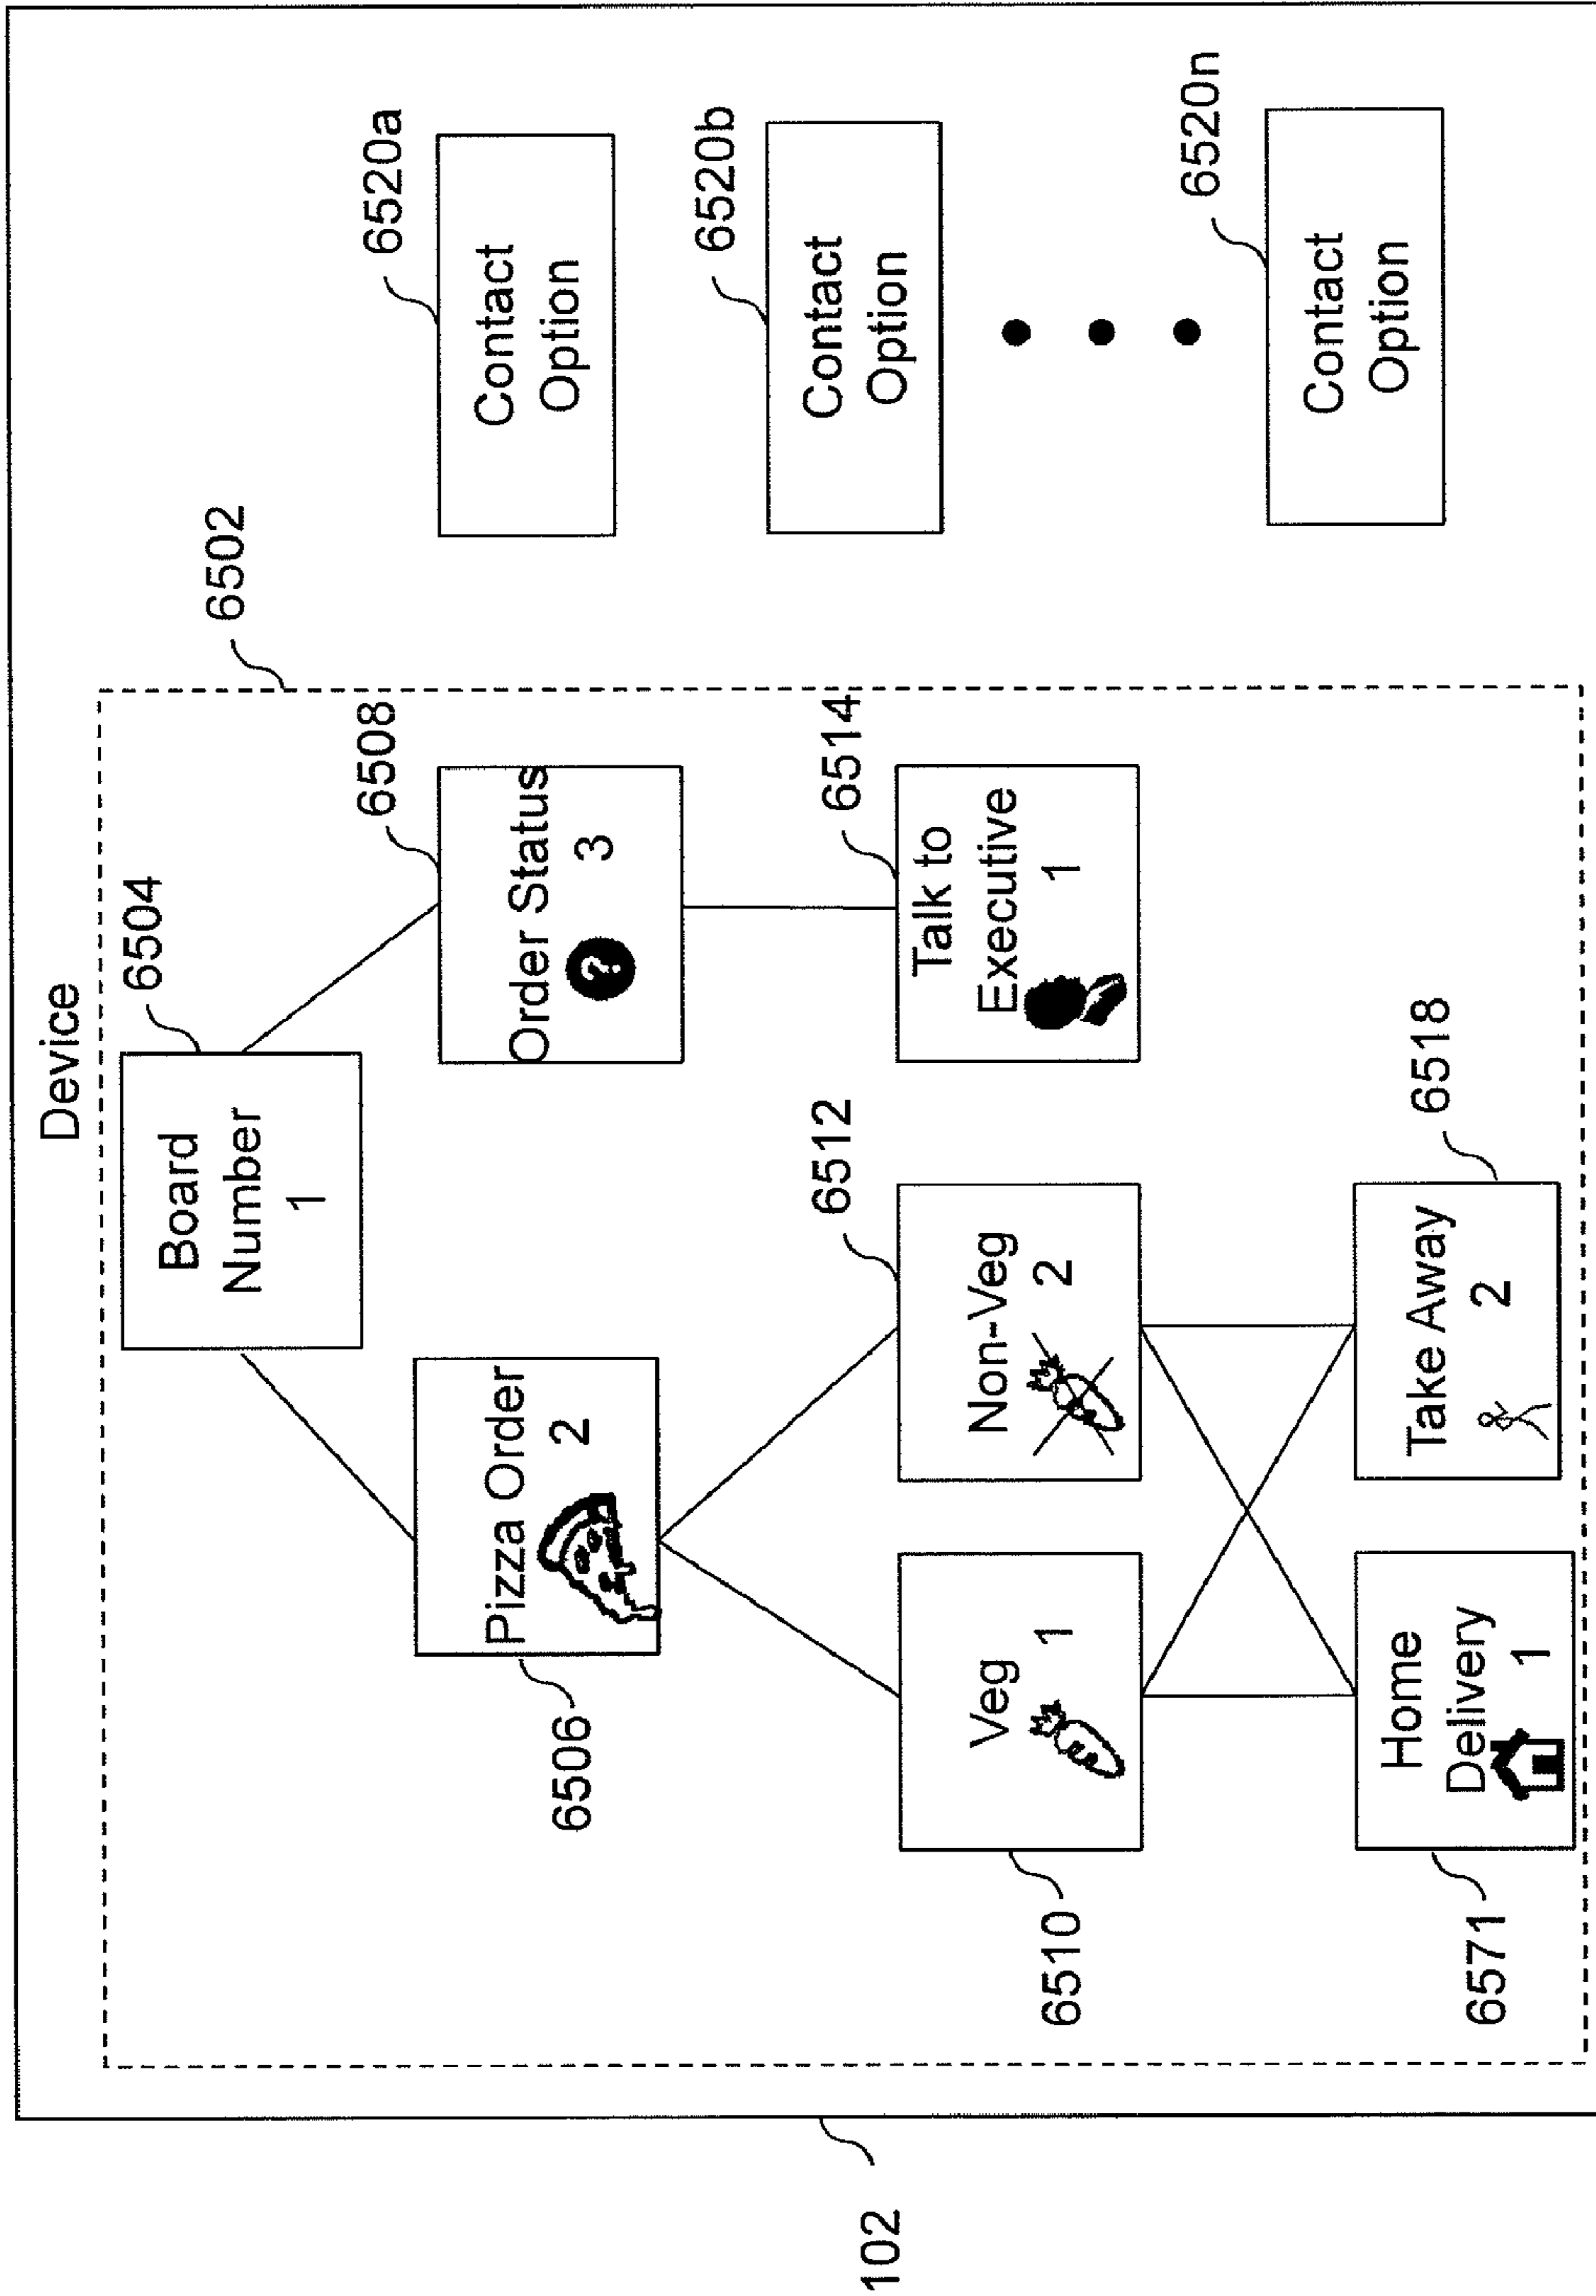 Device
Board
Number
1
6504
6502
Pizza Order
2
6506
Order Status
?
3
6508
Contact
Option
6520a
Veg
1
6510
Non-Veg
2
6512
Talk to
Executive
1
6514
Contact
Option
6520b
Home
Delivery
1
6571
Take Away
2
6518
Contact
Option
6520n
102